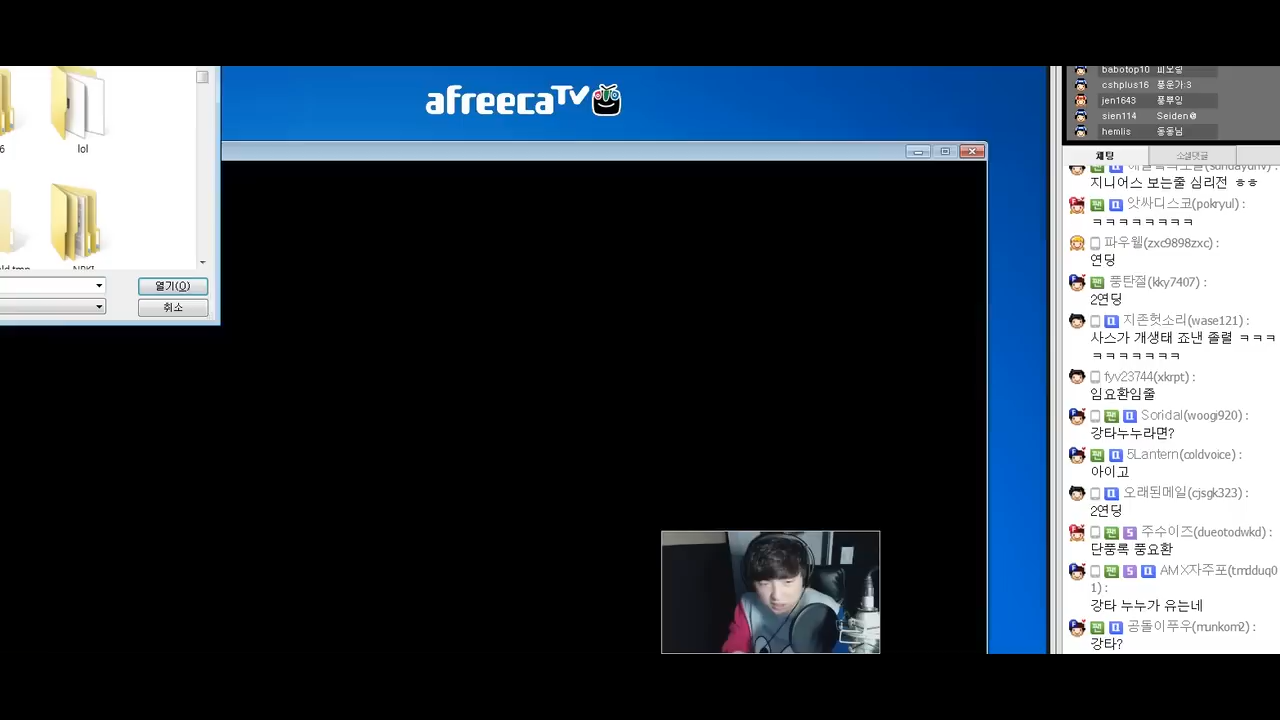 afreecaTV
6
lol
열기(O)
취소
babotop10
cshplus16 풍운가:3
jen1643 풍뿌잉
sien114 Seiden@
hemlis 둥둥님
채팅
소셜댓글
지니어스 보는줄 심리전 ㅎㅎ
앗싸디스코(pokryul) :
ㅋㅋㅋㅋㅋㅋㅋㅋ
파우웰(zxc9898zxc) :
연딩
풍탄절(kky7407) :
2연딩
지존헛소리(wase121) :
사스가 개생태 죠낸 졸렬 ㅋㅋㅋ
ㅋㅋㅋㅋㅋㅋㅋ
fyv23744(xkrpt) :
임요환임줄
Soridal(woogi920) :
강타누누라면?
5Lantern(coldvoice) :
아이고
오래된메일(cjsgk323) :
2연딩
주수이즈(dueotodwkd) :
단풍록 풍요환
AMX자주포(tmdduq0
1) :
강타 누누가 유는네
공돌이푸우(munkom2) :
강타?